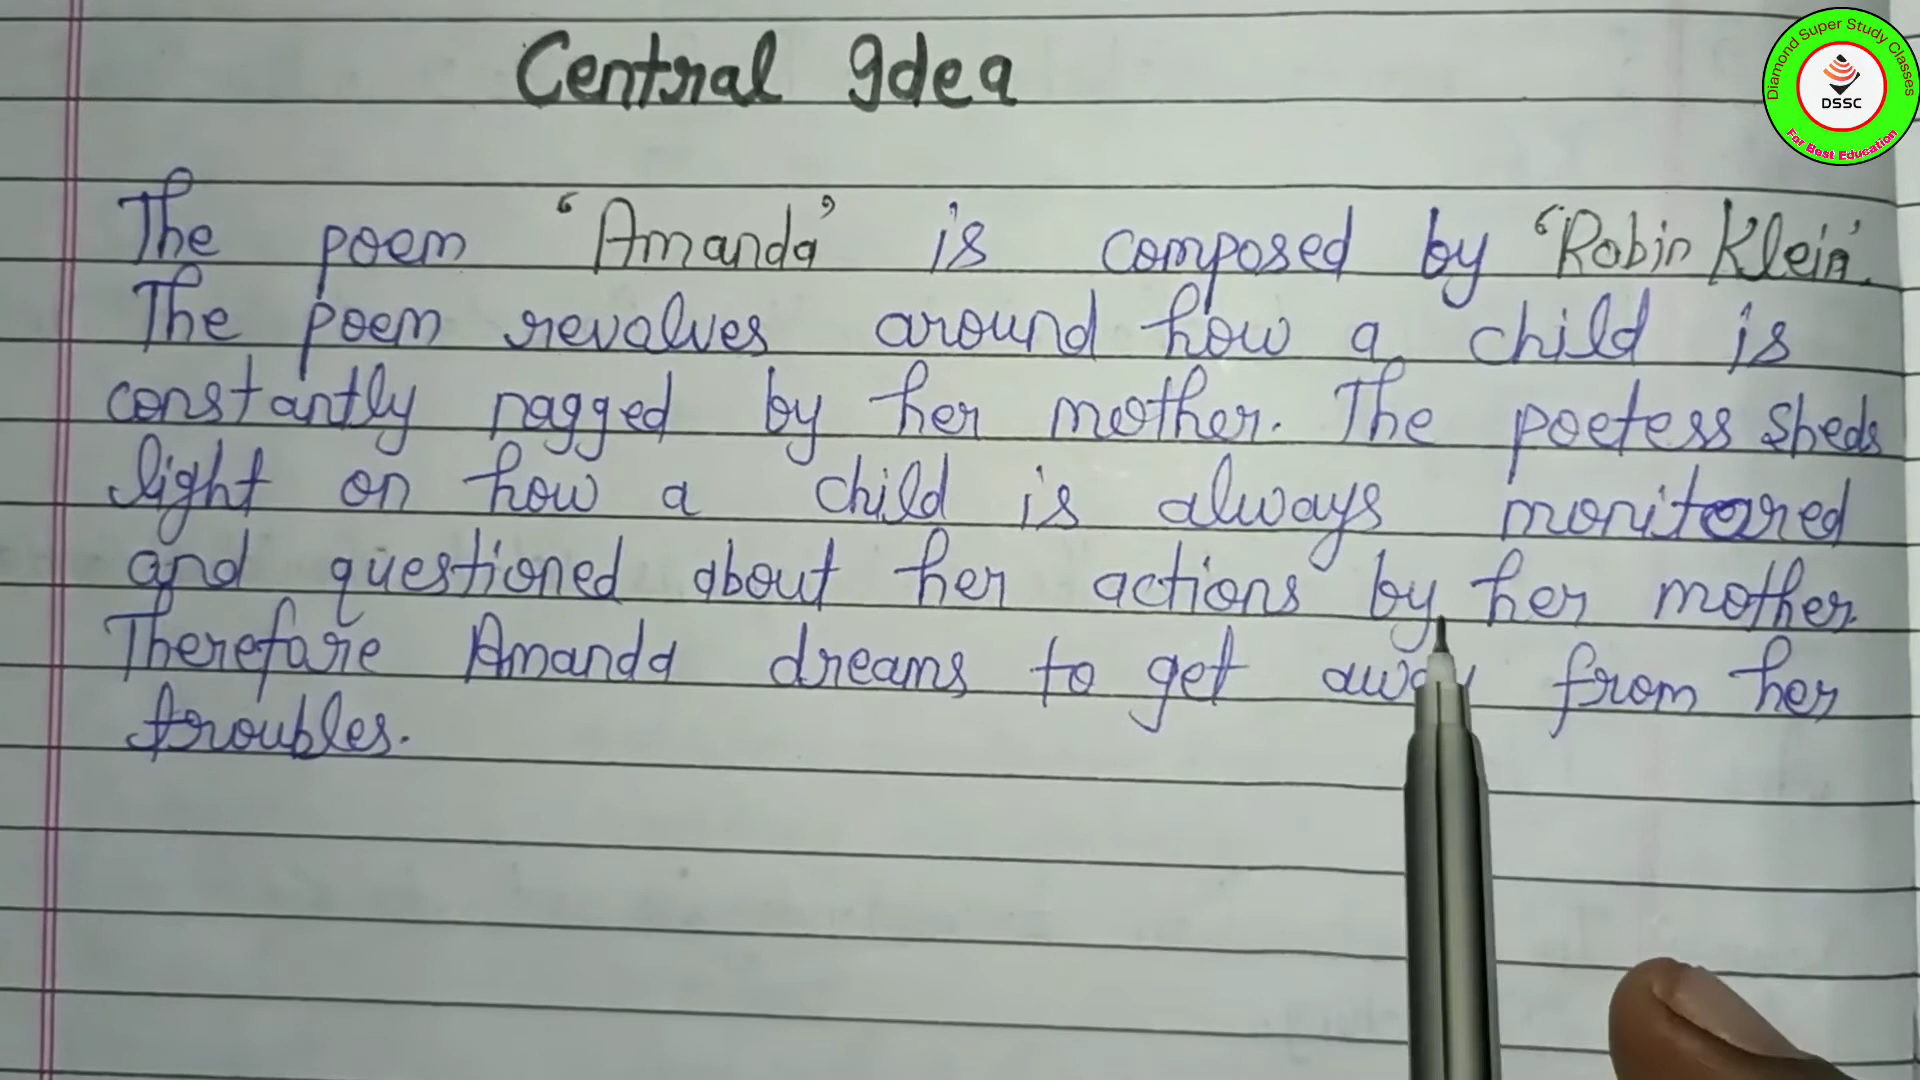 Central Idea
Diamond Super Study Classes
DSSC
For Best Education
The poem 'Amanda' is composed by 'Robin Klein'.
The poem revolves around how a child is
constantly nagged by her mother. The poetess sheds
light on how a child is always monitored
and questioned about her actions by her mother.
Therefore Amanda dreams to get away from her
troubles.